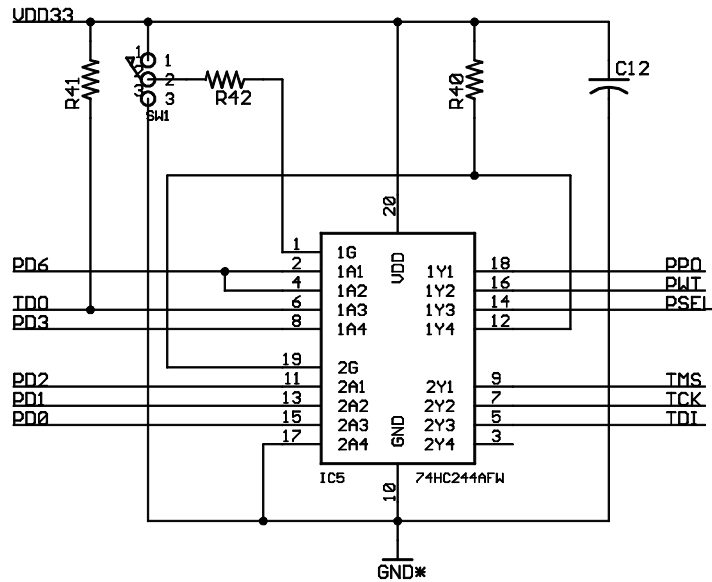 VDD33
R41
1
2
3
1
2
3
SW1
R42
R40
C12
20
1
1G
VDD
PD6
2
1A1
1Y1
18
PPO
4
1A2
1Y2
16
PWT
TDO
6
1A3
1Y3
14
PSEL
PD3
8
1A4
1Y4
12
19
2G
PD2
11
2A1
2Y1
9
TMS
PD1
13
2A2
2Y2
7
TCK
PD0
15
2A3
GND
2Y3
5
TDI
17
2A4
2Y4
3
IC5
10
74HC244AFW
GND*